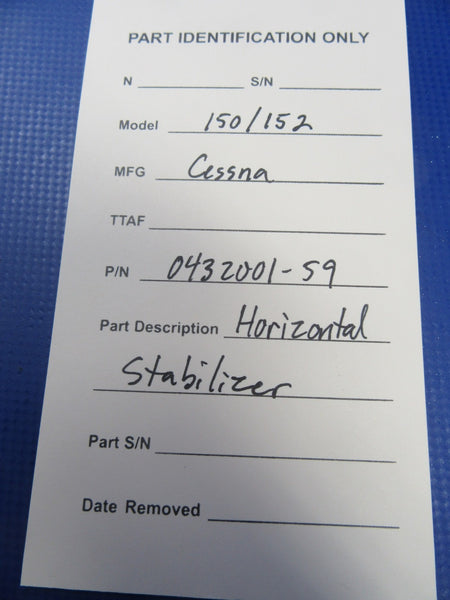 PART IDENTIFICATION ONLY
N S/N
Model 150/152
MFG Cessna
TTAF
P/N 0432001-59
Part Description Horizontal
Stabilizer
Part S/N
Date Removed